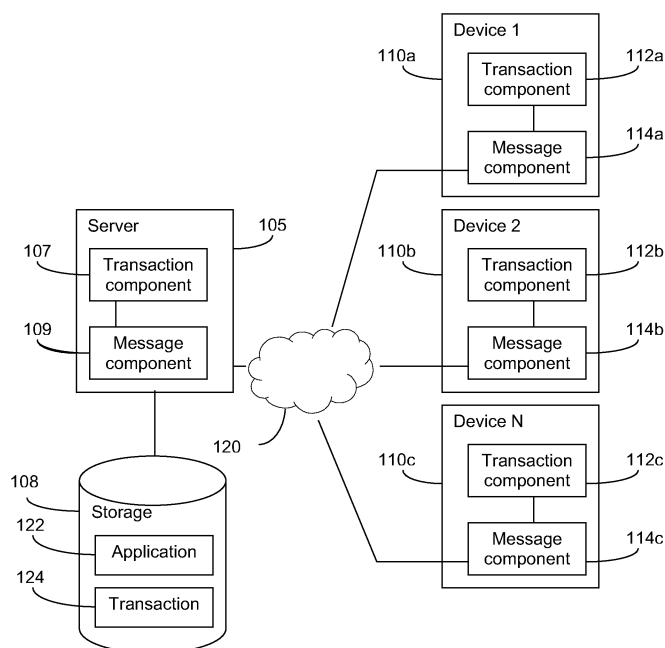 Device 1
110a
112a
Transaction
component
114a
Message
component
Server
105
107
Transaction
component
109
Message
component
Device 2
110b
112b
Transaction
component
114b
Message
component
120
Device N
110c
112c
Transaction
component
114c
Message
component
108
Storage
122
Application
124
Transaction